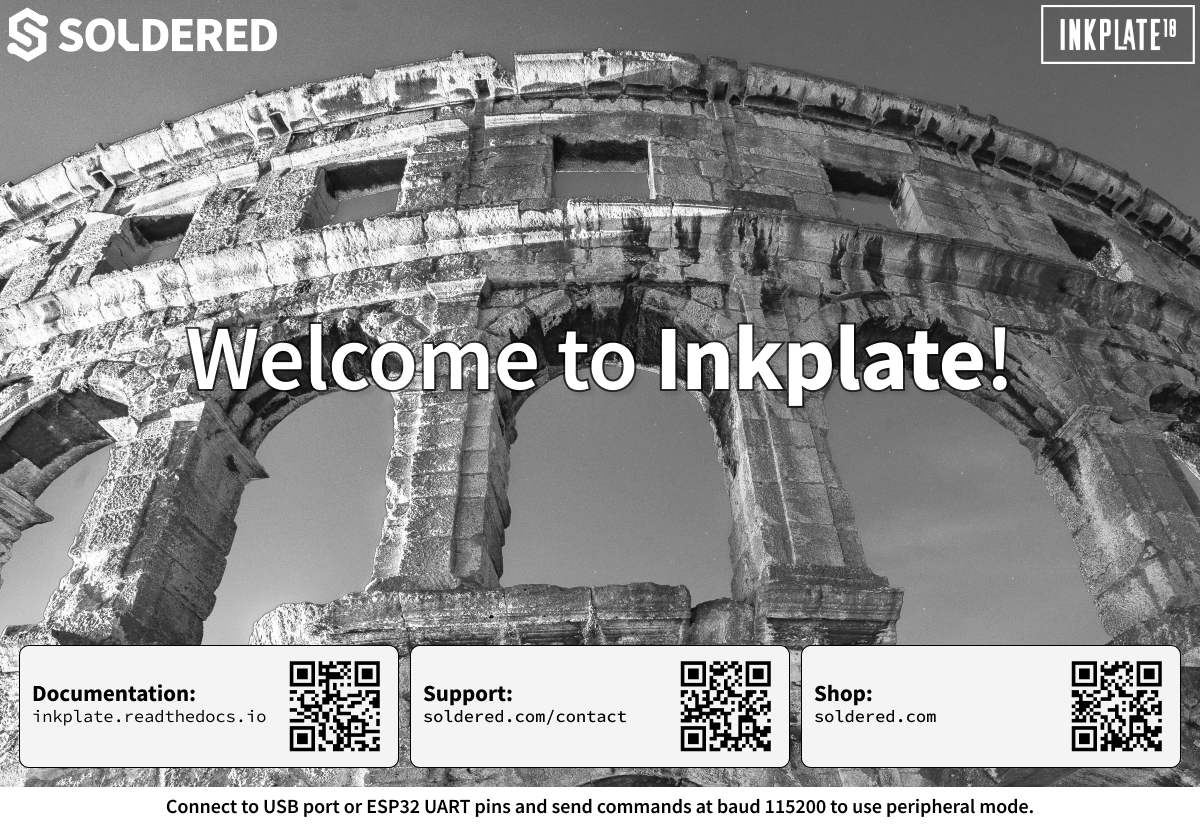 SOLDERED
INKPLATE10
Welcome to Inkplate!
Documentation:
inkplate.readthedocs.io
Support:
soldered.com/contact
Shop:
soldered.com
Connect to USB port or ESP32 UART pins and send commands at baud 115200 to use peripheral mode.